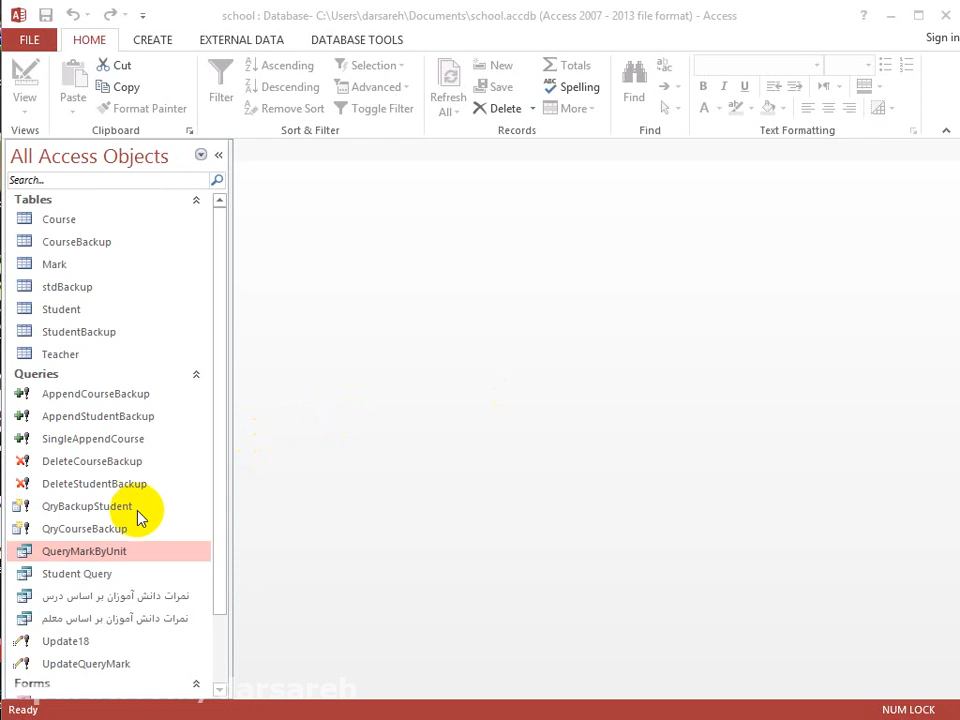 school : Database- C:\Users\darsareh\Documents\school.accdb (Access 2007 - 2013 file format) - Access
FILE HOME CREATE EXTERNAL DATA DATABASE TOOLS Sign in
View
Paste
Cut
Copy
Format Painter
Filter
Ascending
Descending
Remove Sort
Selection
Advanced
Toggle Filter
Refresh All
New
Save
Delete
Totals
Spelling
More
Find
B I U
A
Views Clipboard Sort & Filter Records Find Text Formatting
All Access Objects
Search...
Tables
Course
CourseBackup
Mark
stdBackup
Student
StudentBackup
Teacher
Queries
AppendCourseBackup
AppendStudentBackup
SingleAppendCourse
DeleteCourseBackup
DeleteStudentBackup
QryBackupStudent
QryCourseBackup
QueryMarkByUnit
Student Query
نمرات دانش آموزان بر اساس درس
نمرات دانش آموزان بر اساس معلم
Update18
UpdateQueryMark
Forms
darsareh
Ready NUM LOCK